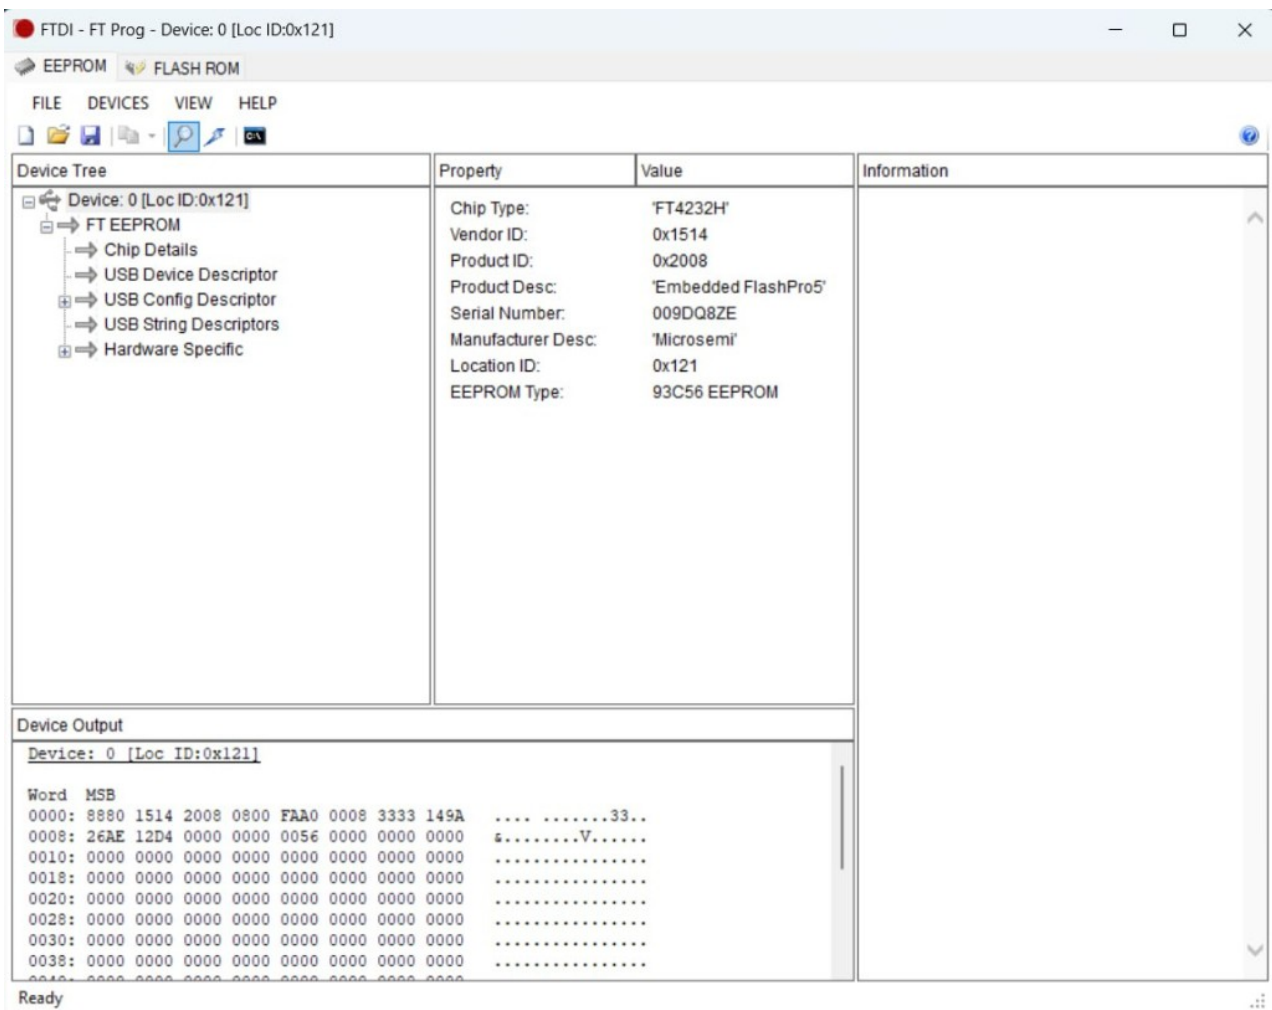 FTDI - FT Prog - Device: 0 [Loc ID:0x121]
EEPROM FLASH ROM
FILE DEVICES VIEW HELP
Device Tree
Device: 0 [Loc ID:0x121]
FT EEPROM
Chip Details
USB Device Descriptor
USB Config Descriptor
USB String Descriptors
Hardware Specific
Property Value
Chip Type: 'FT4232H'
Vendor ID: 0x1514
Product ID: 0x2008
Product Desc: 'Embedded FlashPro5'
Serial Number: 009DQ8ZE
Manufacturer Desc: 'Microsemi'
Location ID: 0x121
EEPROM Type: 93C56 EEPROM
Information
Device Output
Device: 0 [Loc ID:0x121]
Word MSB
0000: 8880 1514 2008 0800 FAA0 0008 3333 149A .... .......33..
0008: 26AE 12D4 0000 0000 0056 0000 0000 0000 &........V......
0010: 0000 0000 0000 0000 0000 0000 0000 0000 ................
0018: 0000 0000 0000 0000 0000 0000 0000 0000 ................
0020: 0000 0000 0000 0000 0000 0000 0000 0000 ................
0028: 0000 0000 0000 0000 0000 0000 0000 0000 ................
0030: 0000 0000 0000 0000 0000 0000 0000 0000 ................
0038: 0000 0000 0000 0000 0000 0000 0000 0000 ................
Ready